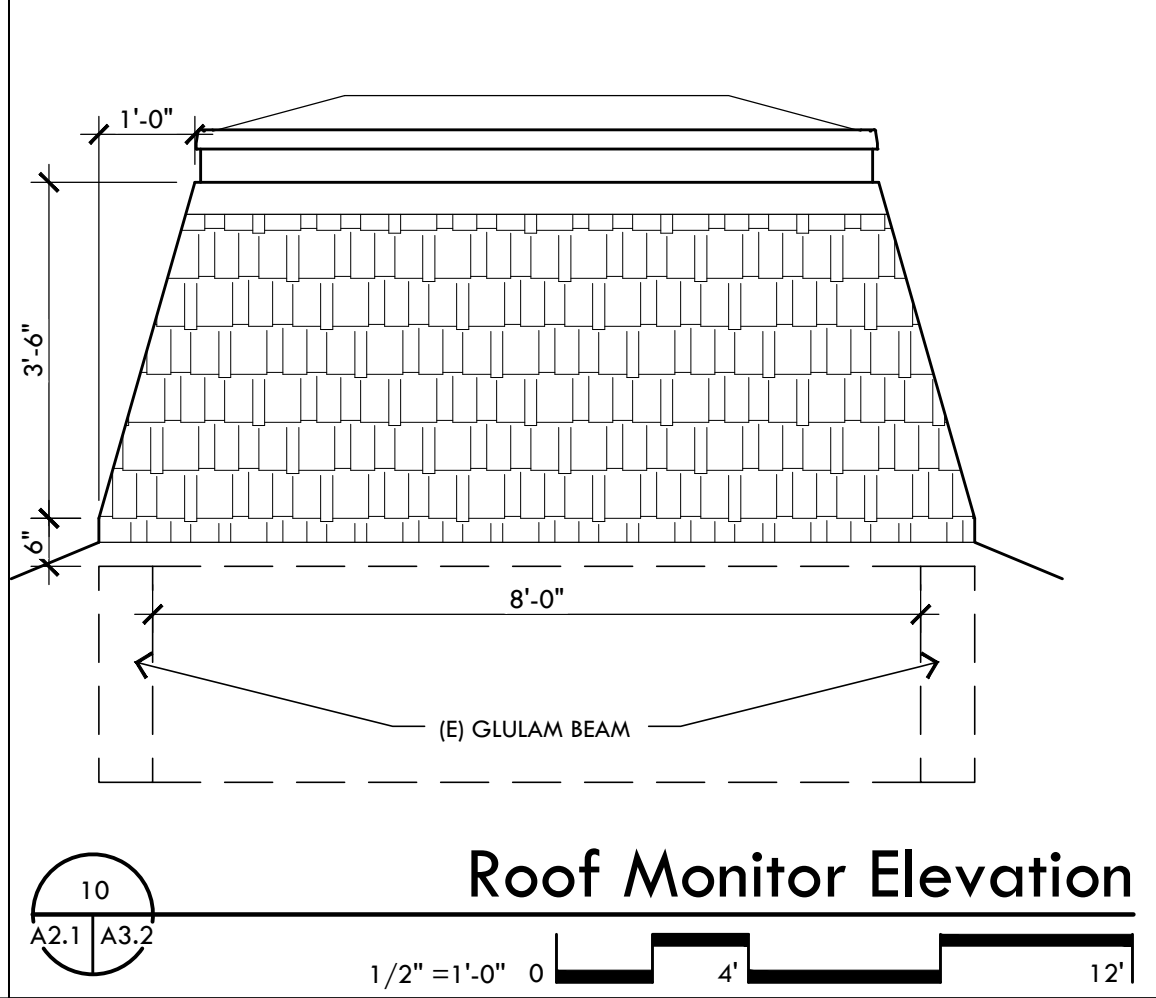 1'-0"
3'-6"
6"
8'-0"
(E) GLULAM BEAM
Roof Monitor Elevation
10
A2.1 A3.2
1/2" =1'-0" 0 4' 12'